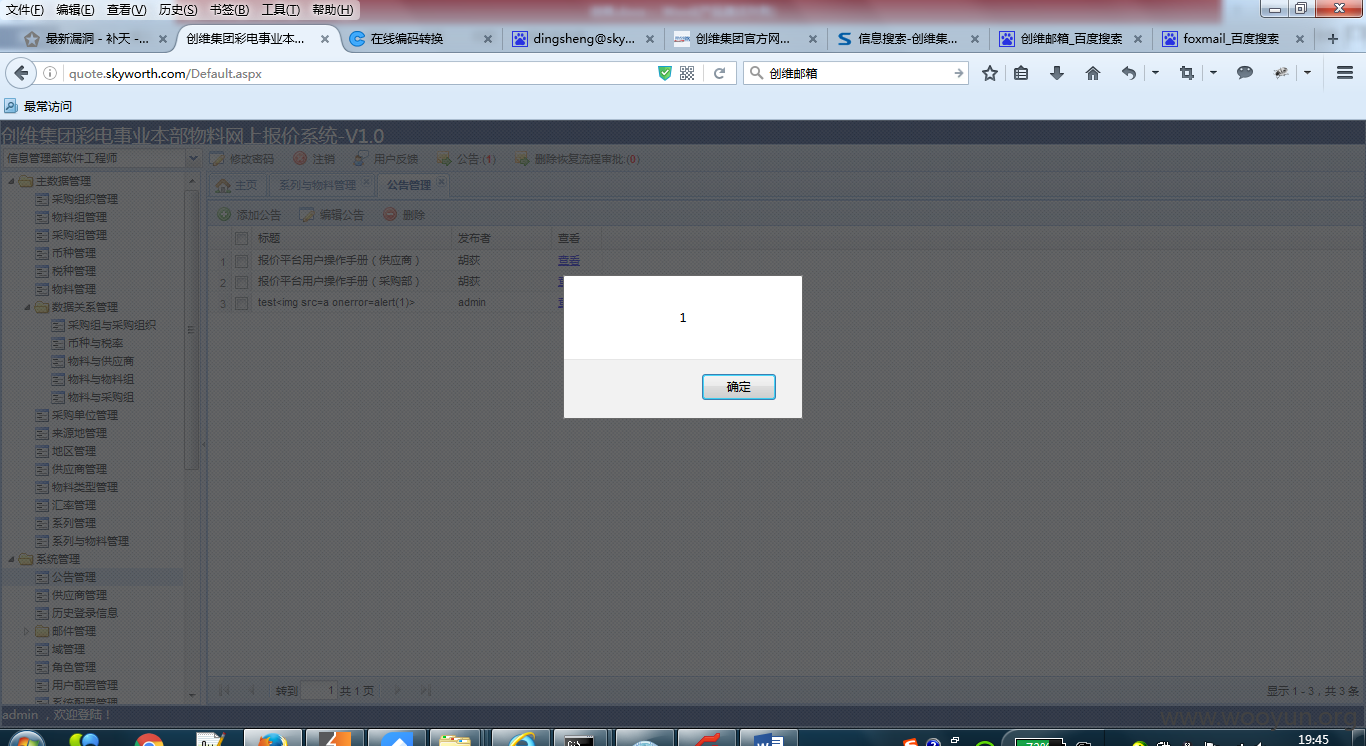 文件(F) 编辑(E) 查看(V) 历史(S) 书签(B) 工具(T) 帮助(H)
最新漏洞 - 补天 -... × 创维集团彩电事业本... × 在线编码转换 × dingsheng@sky... × 创维集团官方网... × 信息搜索-创维集... × 创维邮箱_百度搜索 × foxmail_百度搜索 ×
quote.skyworth.com/Default.aspx 创维邮箱
最常访问
创维集团彩电事业本部物料网上报价系统-V1.0
信息管理部软件工程师 修改密码 注销 用户反馈 公告:(1) 删除恢复流程审批:(0)
主页 系列与物料管理 公告管理
添加公告 编辑公告 删除
标题 发布者 查看
1 报价平台用户操作手册（供应商） 胡荻 查看
2 报价平台用户操作手册（采购部） 胡荻
3 test<img src=a onerror=alert(1)> admin
1
确定
主数据管理
采购组织管理
物料组管理
采购组管理
币种管理
税种管理
物料管理
数据关系管理
采购组与采购组织
币种与税率
物料与供应商
物料与物料组
物料与采购组
采购单位管理
来源地管理
地区管理
供应商管理
物料类型管理
汇率管理
系列管理
系列与物料管理
系统管理
公告管理
供应商管理
历史登录信息
邮件管理
域管理
角色管理
用户配置管理
系统配置管理
转到 1 共 1 页 显示 1 - 3，共 3 条
admin ，欢迎登陆！
www.wooyun.org
73%
19:45